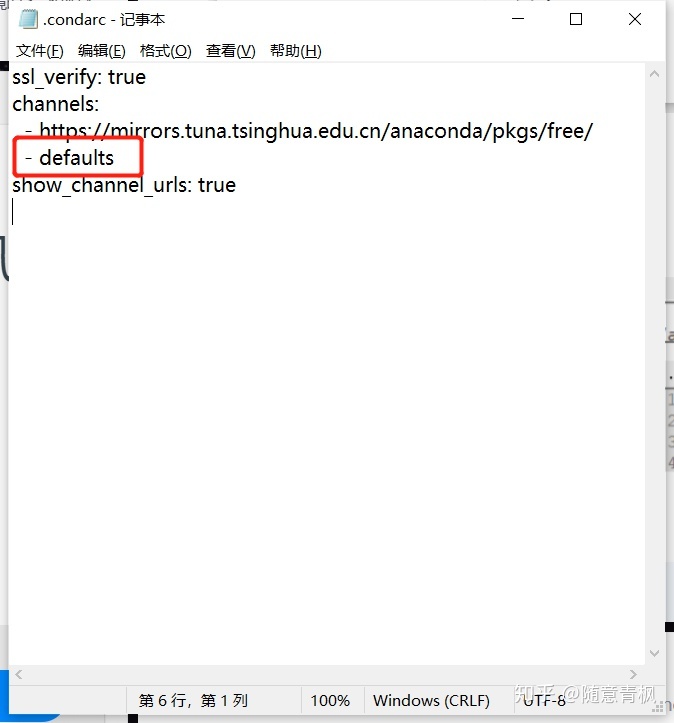 .condarc - 记事本
文件(F) 编辑(E) 格式(O) 查看(V) 帮助(H)
ssl_verify: true
channels:
- https://mirrors.tuna.tsinghua.edu.cn/anaconda/pkgs/free/
- defaults
show_channel_urls: true
第 6 行，第 1 列 100% Windows (CRLF) UTF-8
知乎 @随意青枫